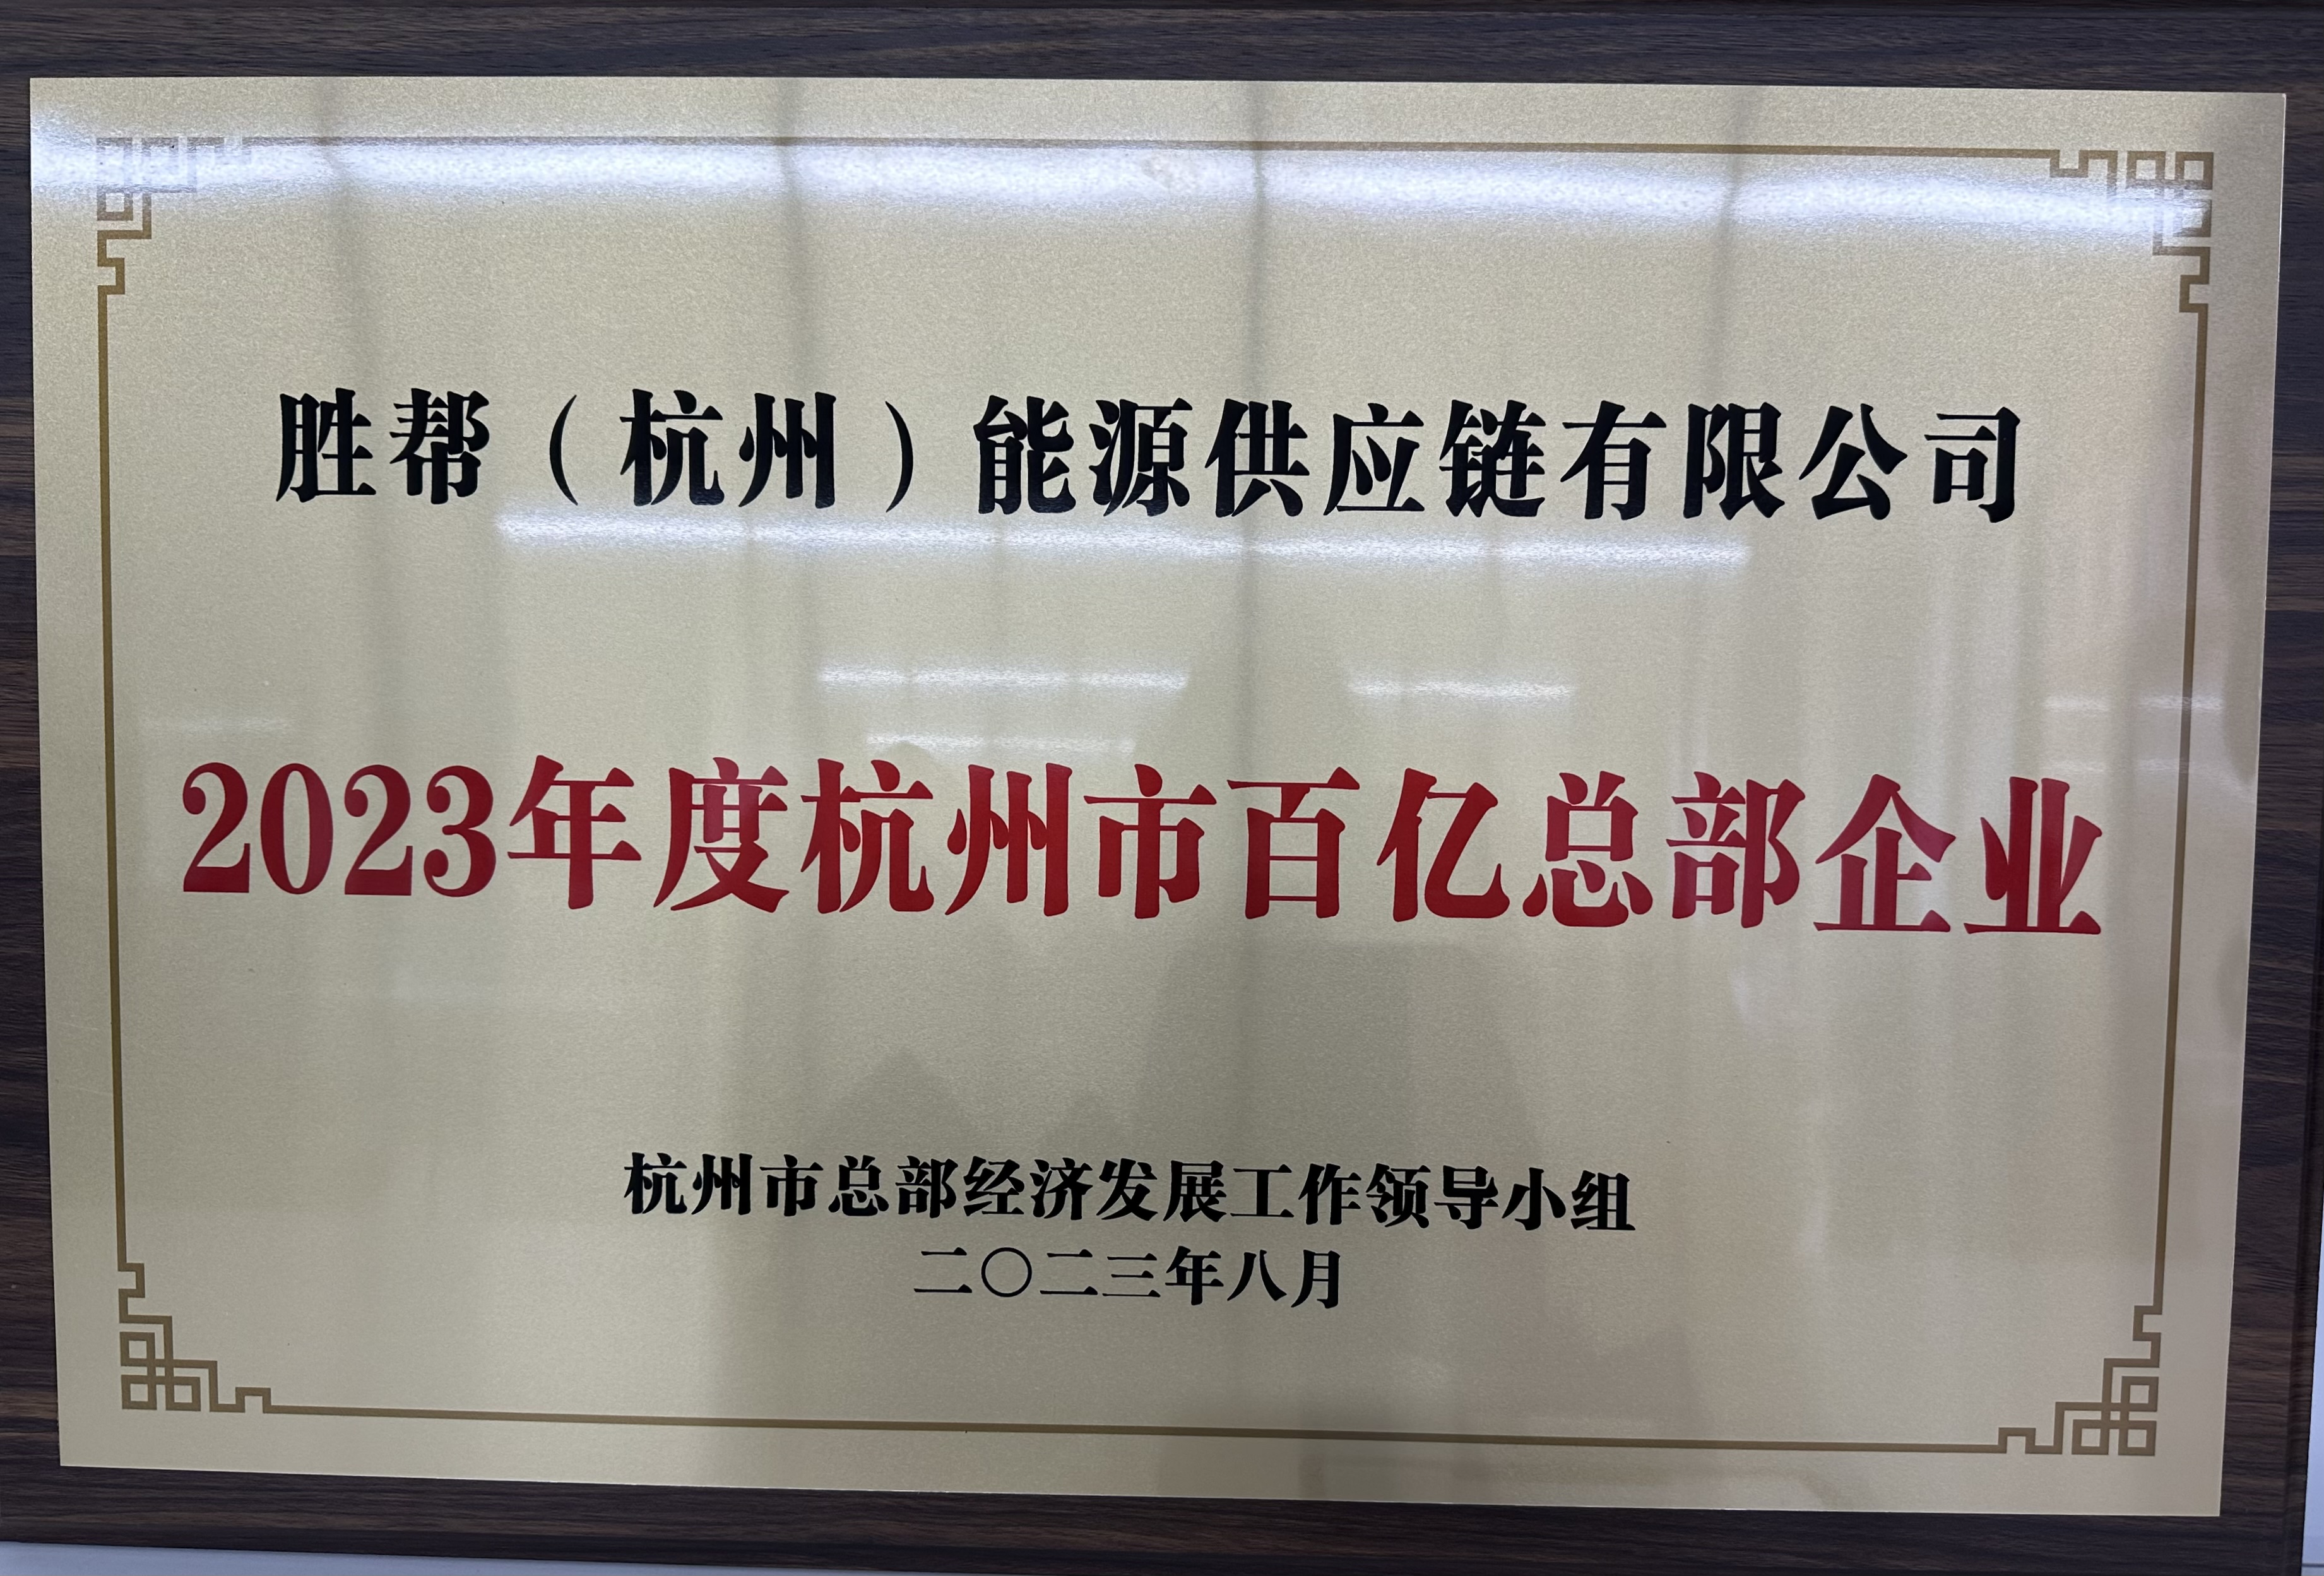 胜帮（杭州）能源供应链有限公司
2023年度杭州市百亿总部企业
杭州市总部经济发展工作领导小组
二〇二三年八月